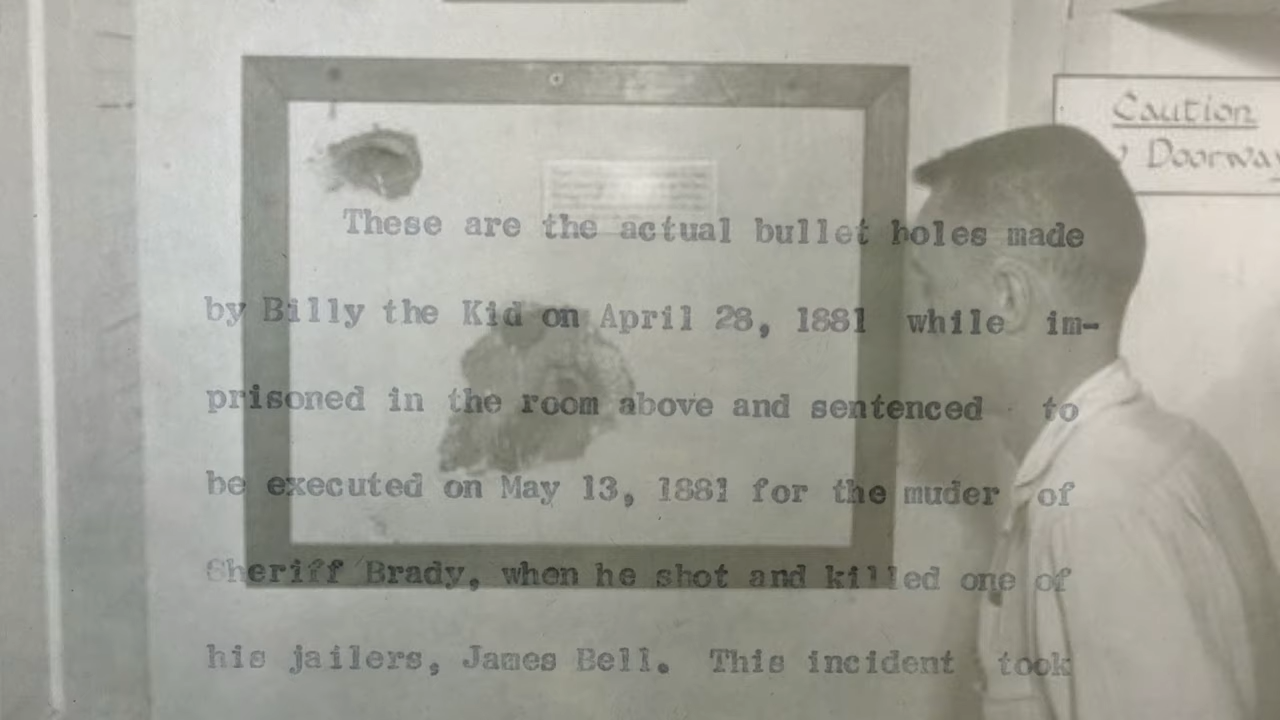 Caution
Doorway
These are the actual bullet holes made
by Billy the Kid on April 28, 1881 while im-
prisoned in the room above and sentenced to
be executed on May 13, 1881 for the muder of
Sheriff Brady, when he shot and killed one of
his jailers, James Bell. This incident took